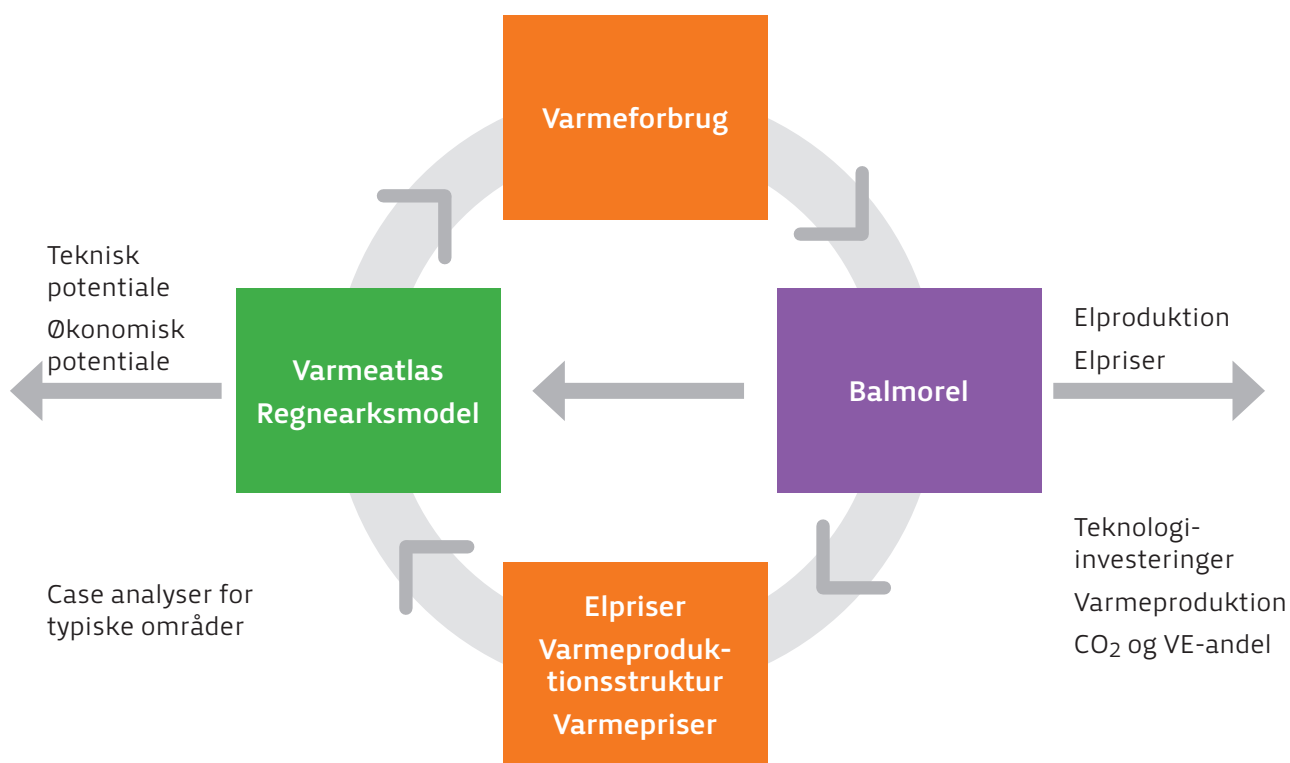 Varmeforbrug
Teknisk
potentiale
Økonomisk
potentiale
Varmeatlas
Regnearksmodel
Balmorel
Elproduktion
Elpriser
Case analyser for
typiske områder
Elpriser
Varmeproduk-
tionsstruktur
Varmepriser
Teknologi-
investeringer
Varmeproduktion
CO2 og VE-andel